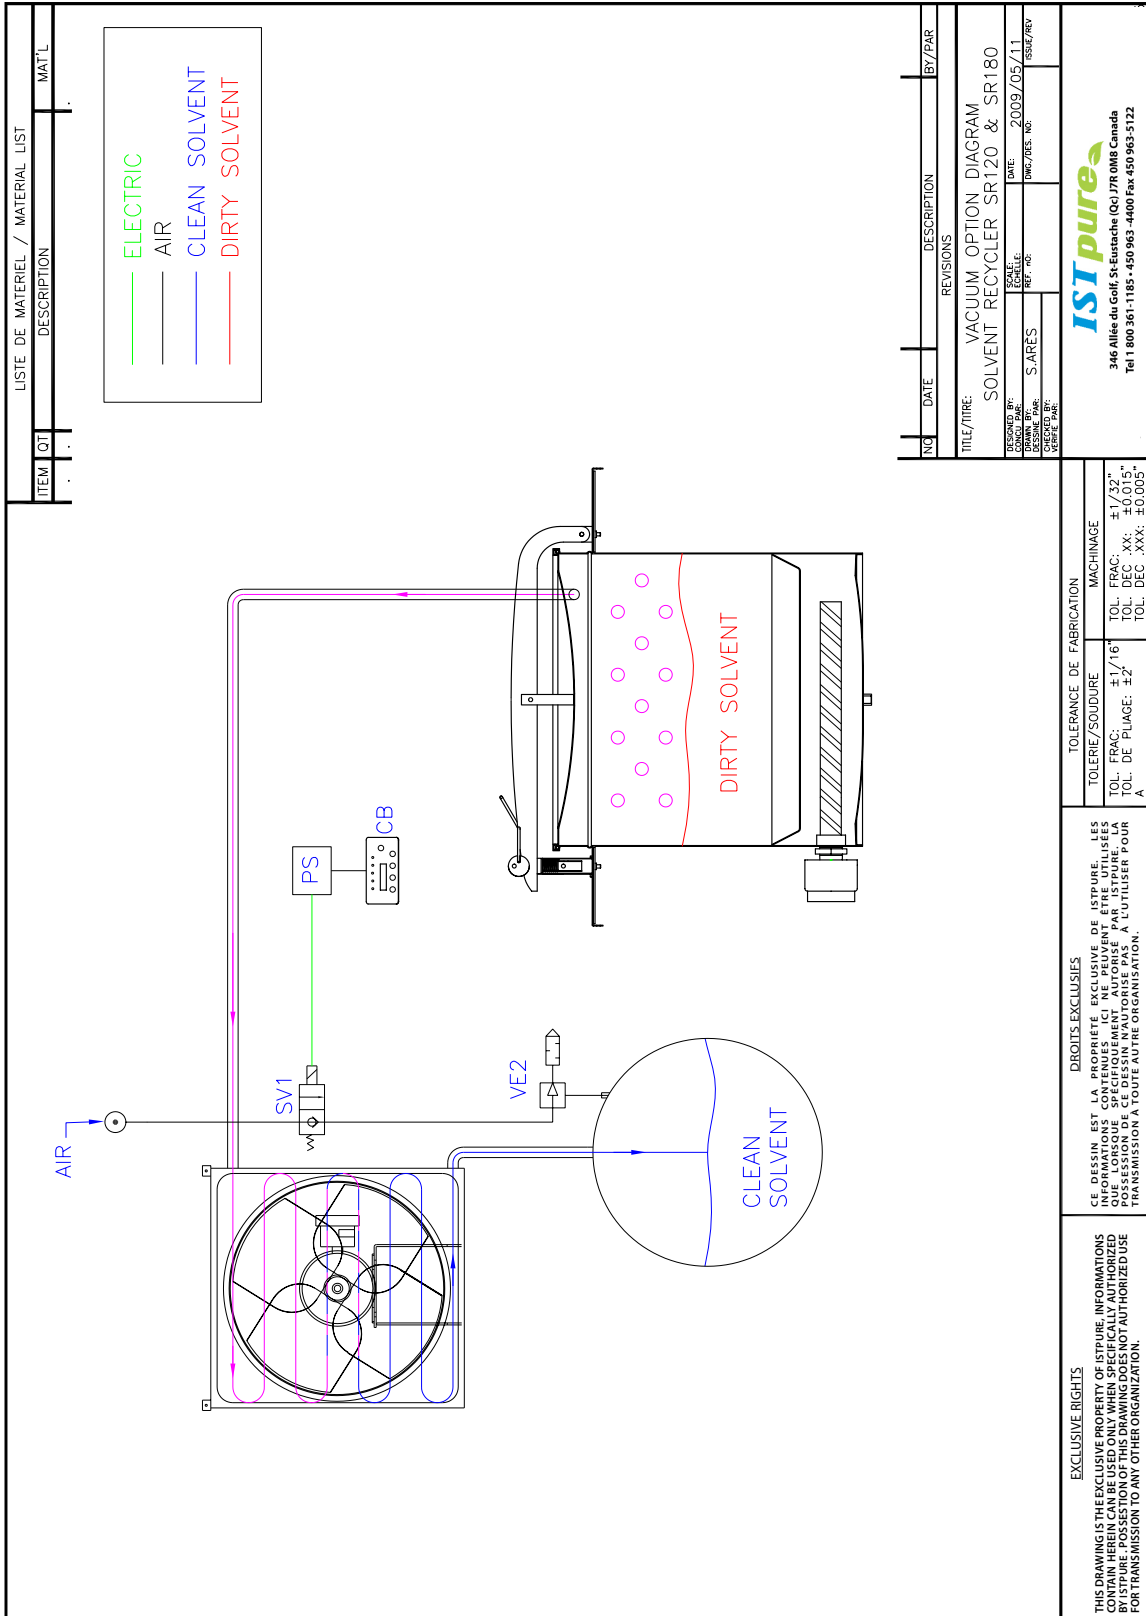 LISTE DE MATERIEL / MATERIAL LIST
ITEM QT DESCRIPTION MAT'L
ELECTRIC
AIR
CLEAN SOLVENT
DIRTY SOLVENT
AIR
SV1
PS
CB
VE2
CLEAN
SOLVENT
DIRTY SOLVENT
NO DATE DESCRIPTION BY/PAR
REVISIONS
TITLE/TITRE:
VACUUM OPTION DIAGRAM
SOLVENT RECYCLER SR120 & SR180
DESIGNED BY:
CONCU PAR:
SCALE:
ECHELLE:
DATE:
2009/05/11
DRAWN BY:
DESSINE PAR:
S.ARÈS
REF. nO:
DWG./DES. NO:
ISSUE/REV
CHECKED BY:
VERIFIE PAR:
IST pure
346 Allée du Golf, St-Eustache (Qc) J7R 0M8 Canada
Tel 1 800 361-1185 • 450 963-4400 Fax 450 963-5122
TOLERANCE DE FABRICATION
TOLERIE/SOUDURE
MACHINAGE
TOL. FRAC: ±1/16"
TOL. DE PLIAGE: ±2°
A
TOL. FRAC: ±1/32"
TOL. DEC .XX: ±0.015"
TOL. DEC .XXX: ±0.005"
DROITS EXCLUSIFS
CE DESSIN EST LA PROPRIÉTÉ EXCLUSIVE DE ISTPURE. LES
INFORMATIONS CONTENUES ICI NE PEUVENT ÊTRE UTILISÉES
QUE LORSQUE SPÉCIFIQUEMENT AUTORISÉ PAR ISTPURE. LA
POSSESSION DE CE DESSIN N'AUTORISE PAS À L'UTILISER POUR
TRANSMISSION À TOUTE AUTRE ORGANISATION.
EXCLUSIVE RIGHTS
THIS DRAWING IS THE EXCLUSIVE PROPERTY OF ISTPURE, INFORMATIONS
CONTAIN HEREIN CAN BE USED ONLY WHEN SPECIFICALLY AUTHORIZED
BY ISTPURE. POSSESTION OF THIS DRAWING DOES NOT AUTHORIZED USE
FOR TRANSMISSION TO ANY OTHER ORGANIZATION.